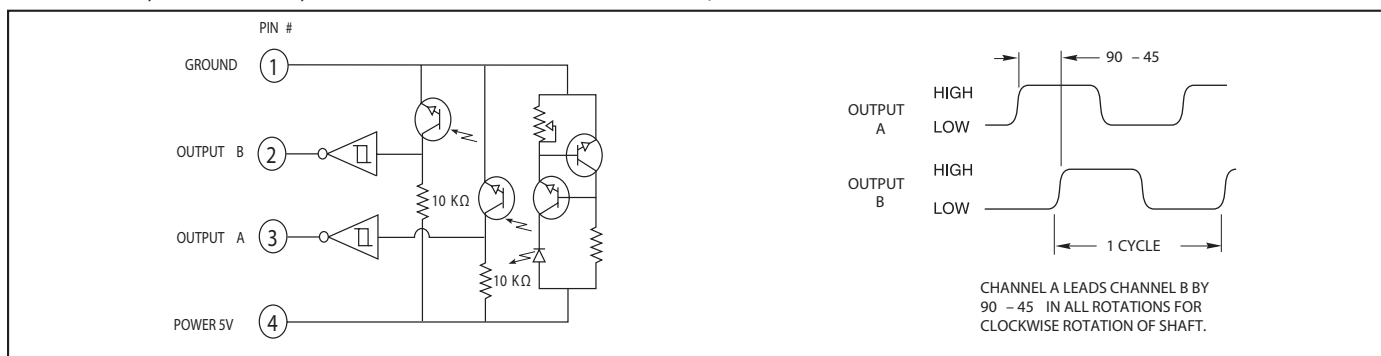 PIN #
GROUND 1
OUTPUT B 2
10 KΩ
OUTPUT A 3
10 KΩ
POWER 5V 4
90 – 45
HIGH
OUTPUT
A
LOW
HIGH
OUTPUT
B
LOW
1 CYCLE
CHANNEL A LEADS CHANNEL B BY
90 – 45 IN ALL ROTATIONS FOR
CLOCKWISE ROTATION OF SHAFT.